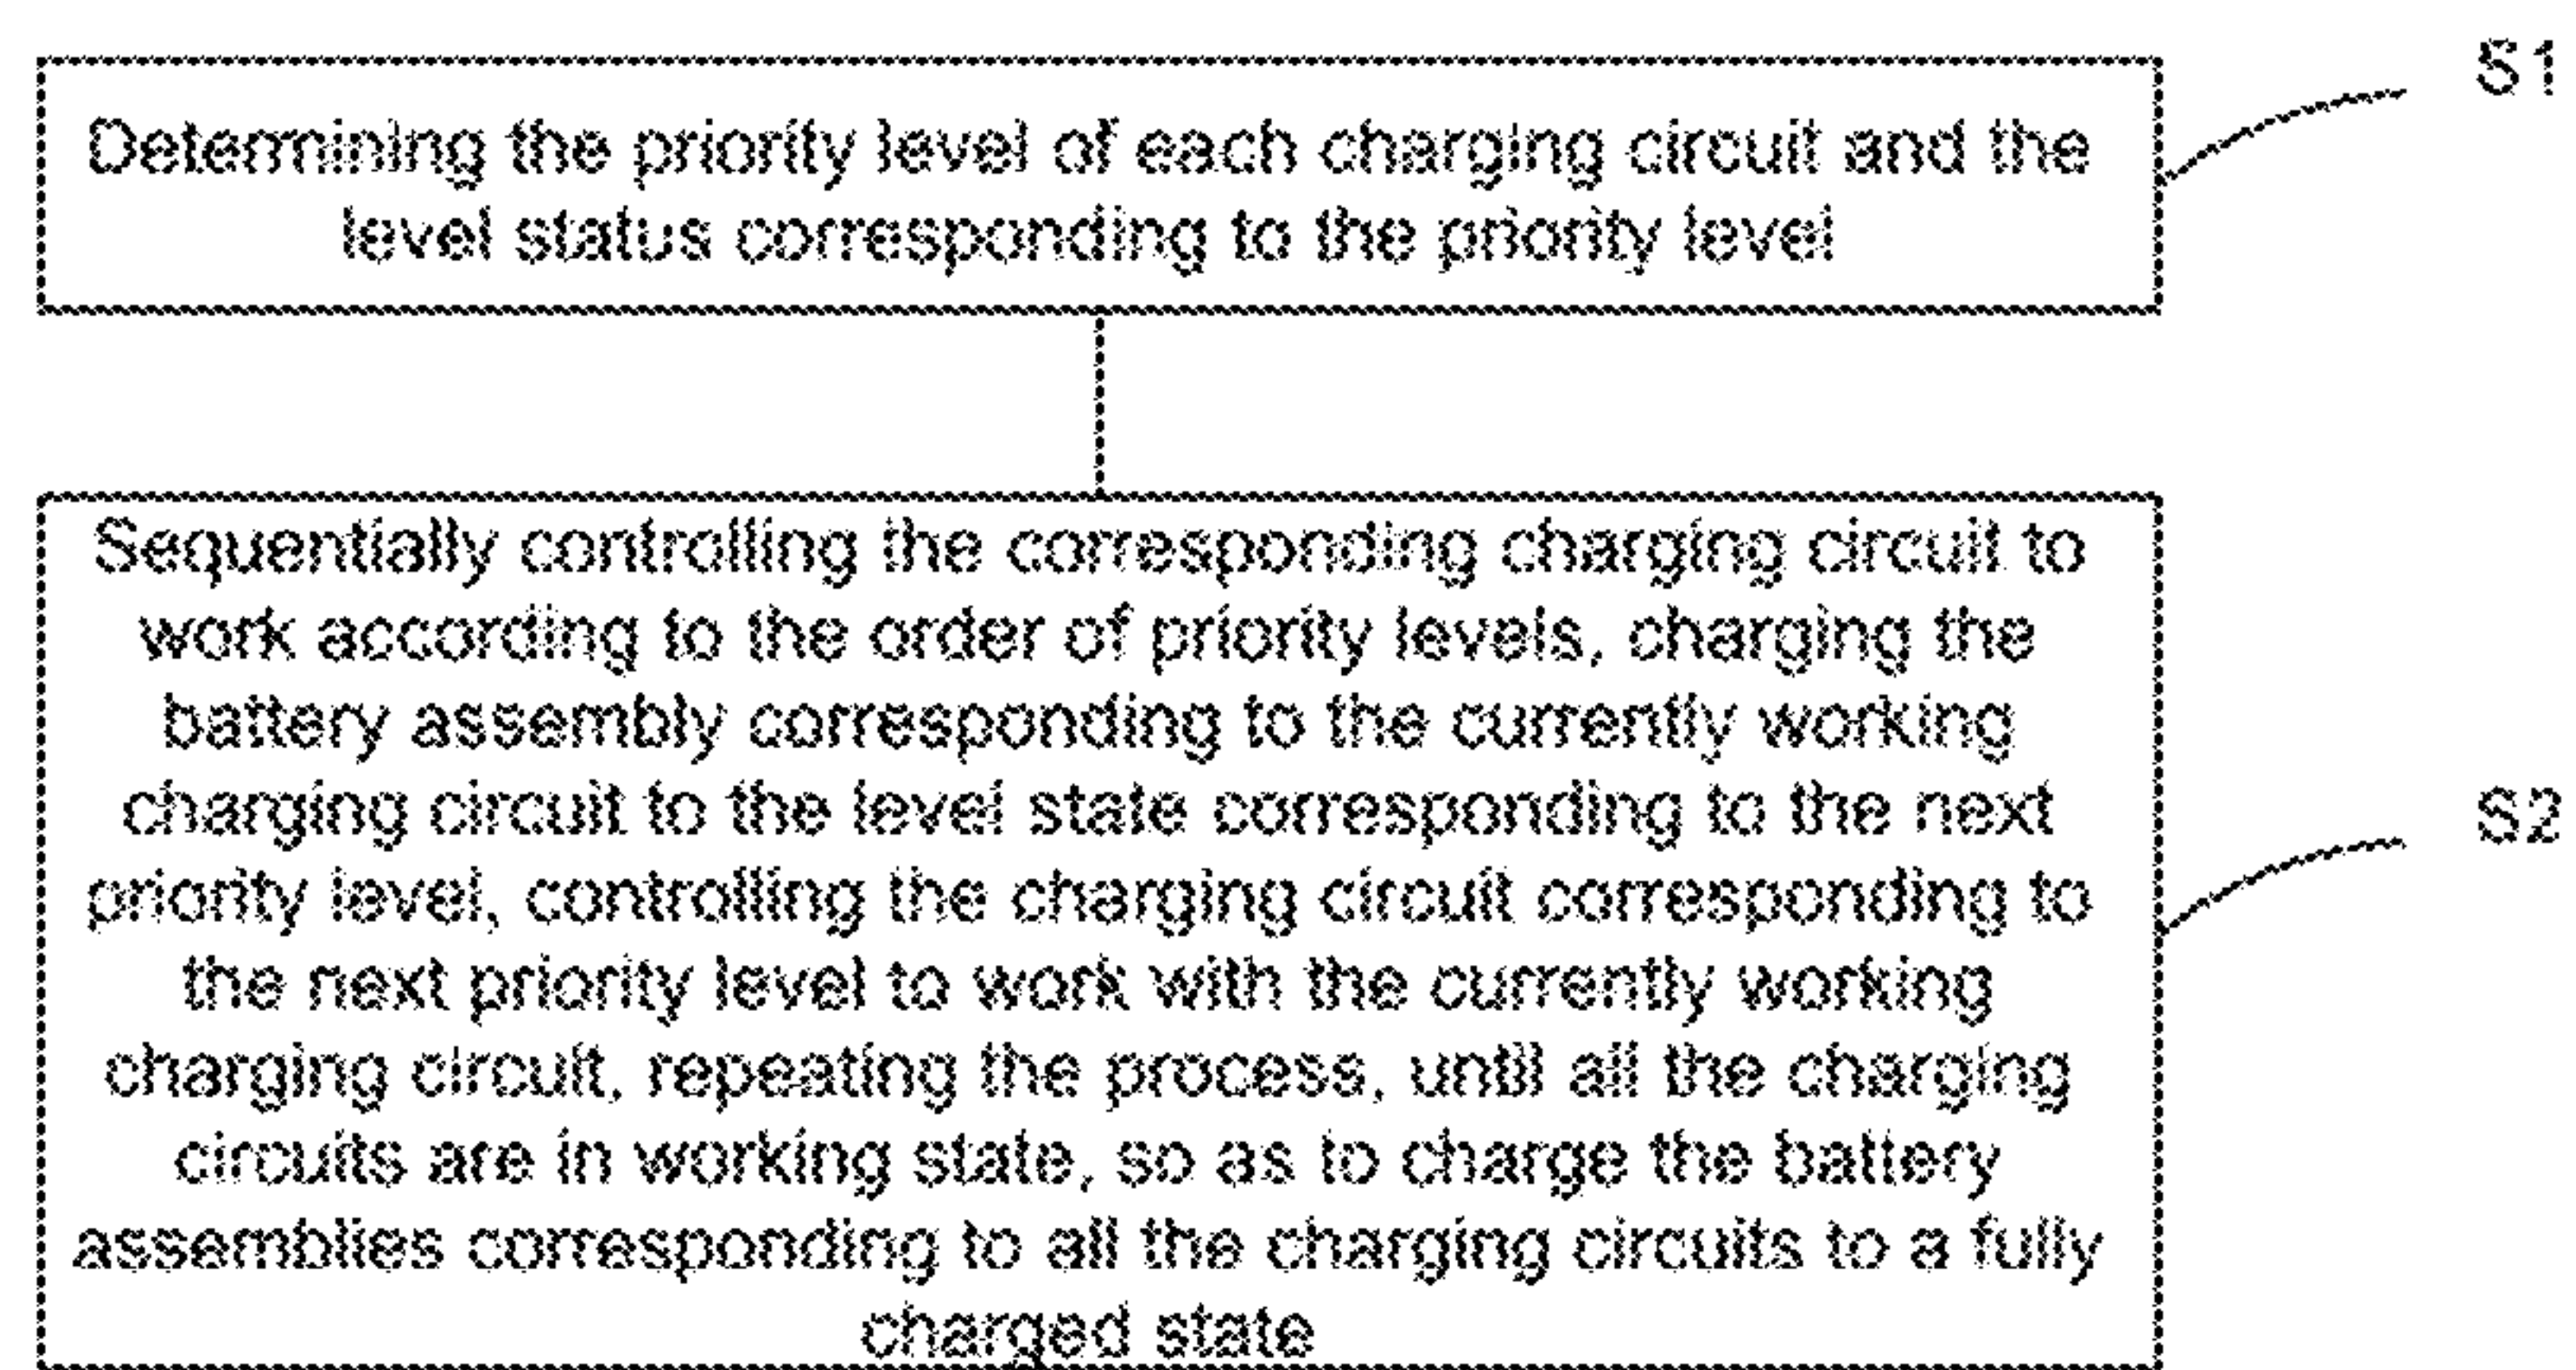 S1
Determining the priority level of each charging circuit and the
level status corresponding to the priority level
Sequentially controlling the corresponding charging circuit to
work according to the order of priority levels, charging the
battery assembly corresponding to the currently working
charging circuit to the level state corresponding to the next
priority level, controlling the charging circuit corresponding to
the next priority level to work with the currently working
charging circuit, repeating the process, until all the charging
circuits are in working state, so as to charge the battery
assemblies corresponding to all the charging circuits to a fully
charged state
S2